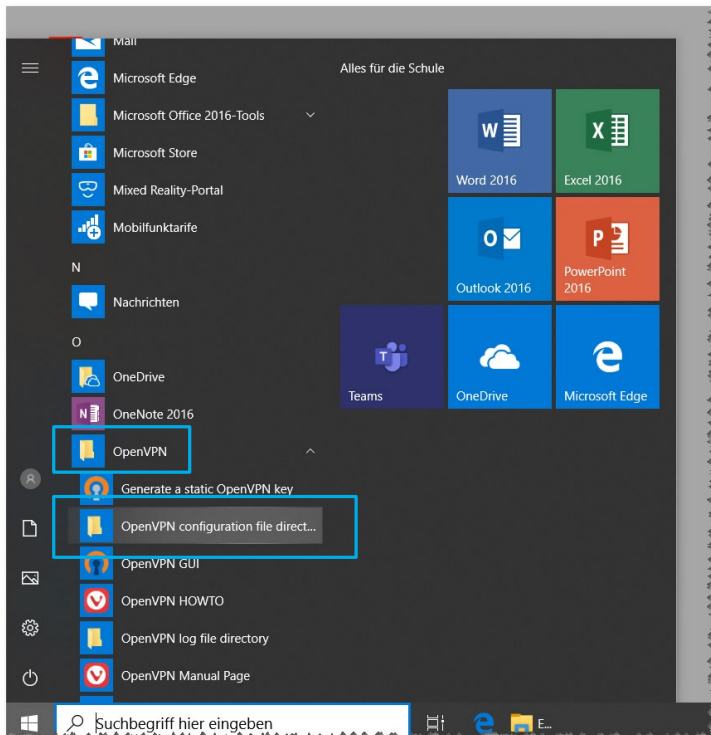 Mail
Microsoft Edge
Microsoft Office 2016-Tools
Microsoft Store
Mixed Reality-Portal
Mobilfunktarife
N
Nachrichten
O
OneDrive
OneNote 2016
OpenVPN
Generate a static OpenVPN key
OpenVPN configuration file direct...
OpenVPN GUI
OpenVPN HOWTO
OpenVPN log file directory
OpenVPN Manual Page
Alles für die Schule
Word 2016
Excel 2016
Outlook 2016
PowerPoint
2016
Teams
OneDrive
Microsoft Edge
Suchbegriff hier eingeben
E...